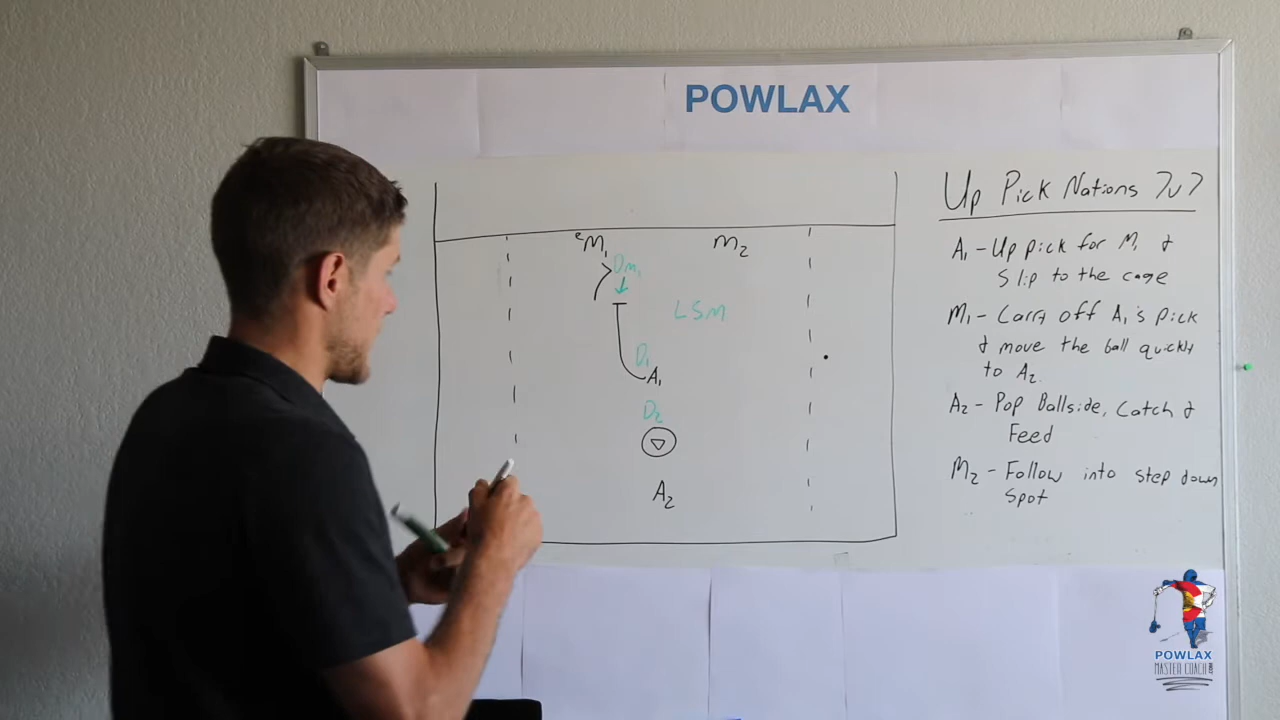 POWLAX
Up Pick Nations 7v7
A1 - Up pick for M1 &
Slip to the cage
M1 - Carry off A1's pick
& move the ball quickly
to A2.
A2 - Pop Ballside, Catch &
Feed
M2 - Follow into step down
Spot
M1
M2
DM1
LSM
D1
A1
D2
A2
POWLAX
MASTER COACH